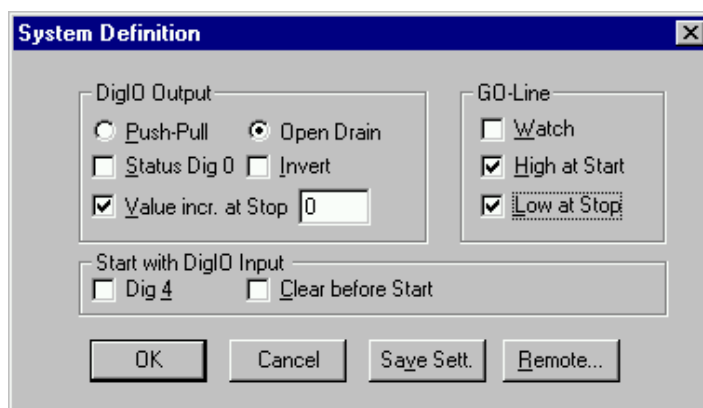 System Definition
DigIO Output
Push-Pull Open Drain
Status Dig 0 Invert
Value incr. at Stop 0
GO-Line
Watch
High at Start
Low at Stop
Start with DigIO Input
Dig 4 Clear before Start
OK Cancel Save Sett. Remote...